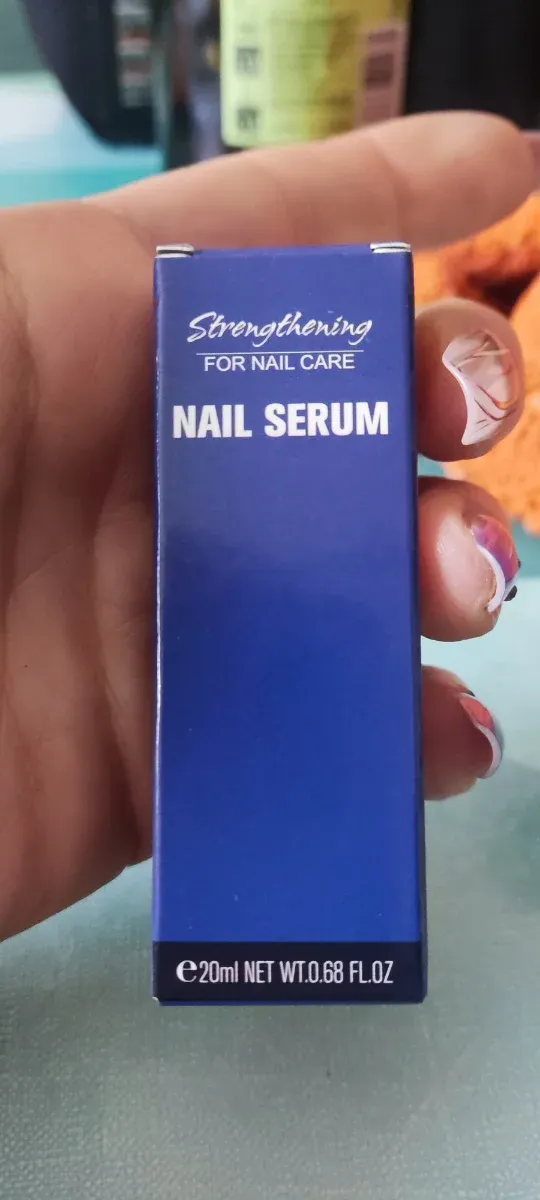 Strengthening
FOR NAIL CARE
NAIL SERUM
℮20ml NET WT.0.68 FL.OZ